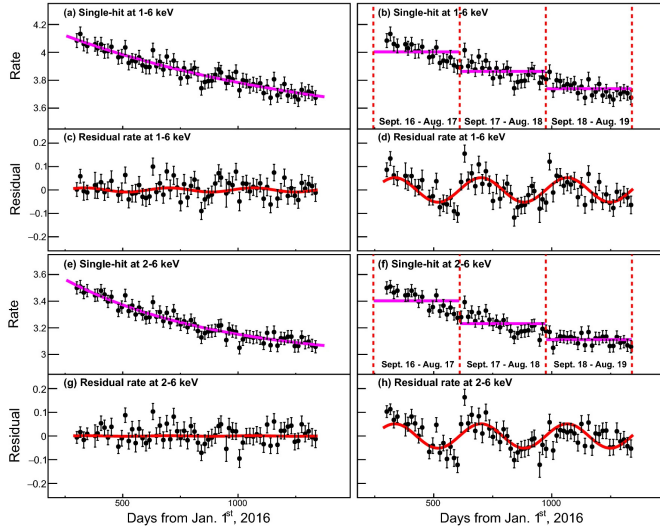 (a) Single-hit at 1-6 keV
(b) Single-hit at 1-6 keV
Rate
4.2
4
3.8
3.6
Sept. 16 - Aug. 17
Sept. 17 - Aug. 18
Sept. 18 - Aug. 19
(c) Residual rate at 1-6 keV
(d) Residual rate at 1-6 keV
Residual
0.2
0.1
0
-0.1
-0.2
(e) Single-hit at 2-6 keV
(f) Single-hit at 2-6 keV
Rate
3.6
3.4
3.2
3
Sept. 16 - Aug. 17
Sept. 17 - Aug. 18
Sept. 18 - Aug. 19
(g) Residual rate at 2-6 keV
(h) Residual rate at 2-6 keV
Residual
0.2
0.1
0
-0.1
-0.2
500
1000
500
1000
Days from Jan. 1st, 2016
Days from Jan. 1st, 2016